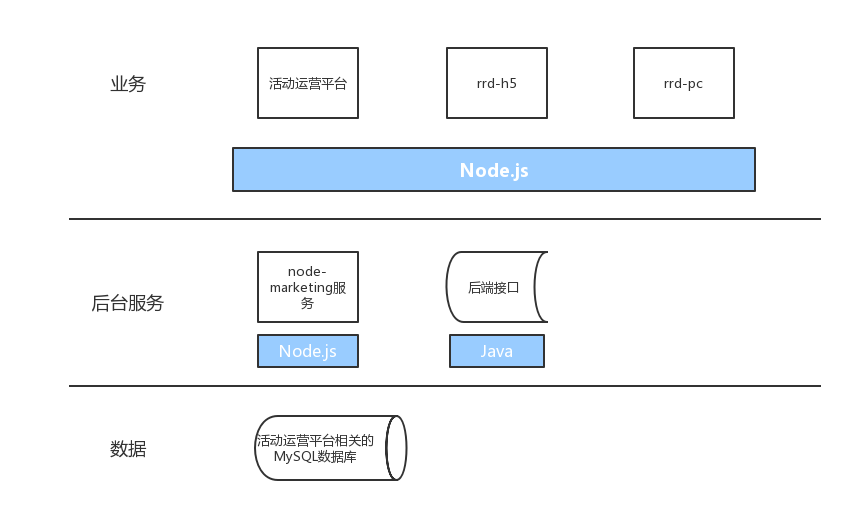 业务
活动运营平台
rrd-h5
rrd-pc
Node.js
后台服务
node-
marketing服
务
后端接口
Node.js
Java
数据
活动运营平台相关的
MySQL数据库